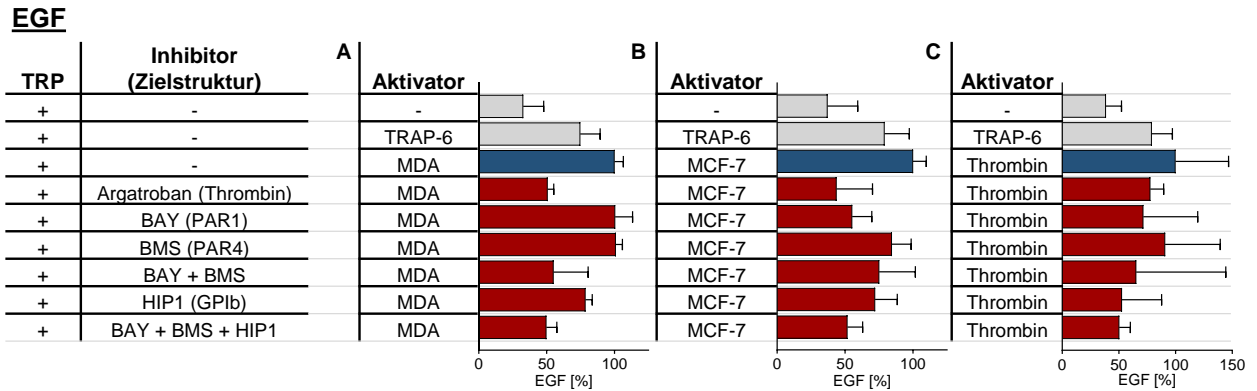 EGF
TRP Inhibitor (Zielstruktur) A Aktivator B Aktivator C Aktivator
+ - - - -
+ - TRAP-6 TRAP-6 TRAP-6
+ - MDA MCF-7 Thrombin
+ Argatroban (Thrombin) MDA MCF-7 Thrombin
+ BAY (PAR1) MDA MCF-7 Thrombin
+ BMS (PAR4) MDA MCF-7 Thrombin
+ BAY + BMS MDA MCF-7 Thrombin
+ HIP1 (GPIb) MDA MCF-7 Thrombin
+ BAY + BMS + HIP1 MDA MCF-7 Thrombin
0 50 100 0 50 100 0 50 100 150
EGF [%] EGF [%] EGF [%]